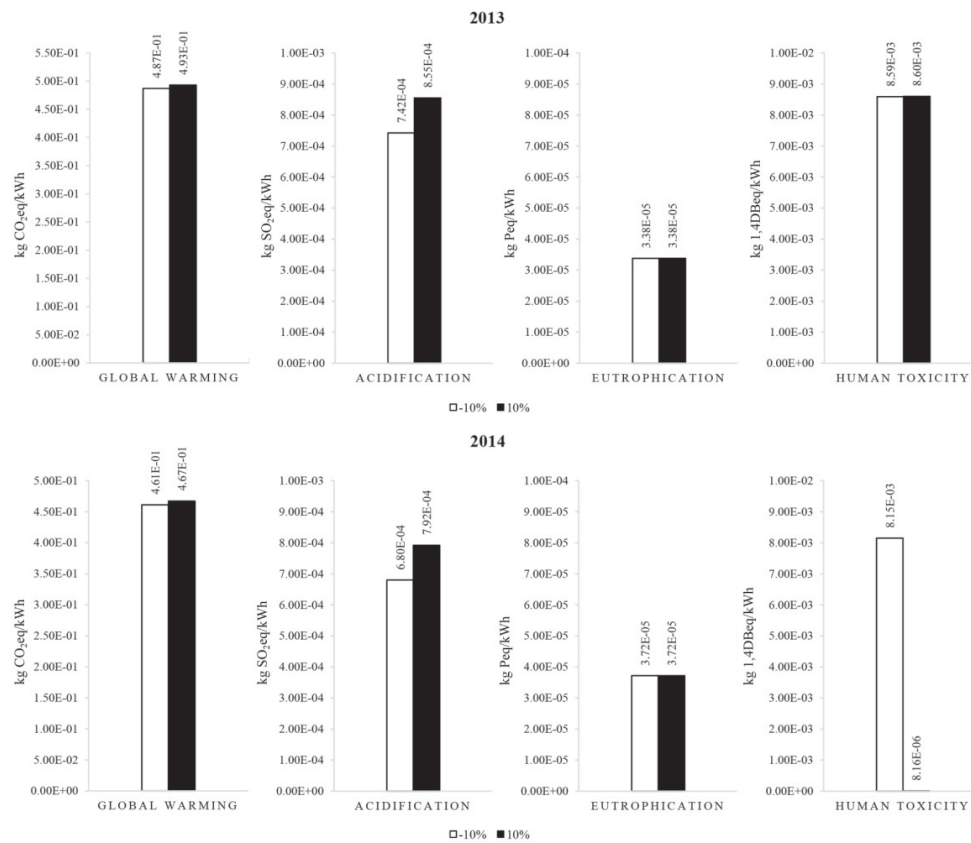 2013
kg CO₂eq/kWh
5.50E-01
5.00E-01
4.50E-01
4.00E-01
3.50E-01
3.00E-01
2.50E-01
2.00E-01
1.50E-01
1.00E-01
5.00E-02
0.00E+00
4.87E-01
4.93E-01
GLOBAL WARMING
kg SO₂eq/kWh
1.00E-03
9.00E-04
8.00E-04
7.00E-04
6.00E-04
5.00E-04
4.00E-04
3.00E-04
2.00E-04
1.00E-04
0.00E+00
7.42E-04
8.55E-04
ACIDIFICATION
kg Peq/kWh
1.00E-04
9.00E-05
8.00E-05
7.00E-05
6.00E-05
5.00E-05
4.00E-05
3.00E-05
2.00E-05
1.00E-05
0.00E+00
3.38E-05
3.38E-05
EUTROPHICATION
kg 1,4DBeq/kWh
1.00E-02
9.00E-03
8.00E-03
7.00E-03
6.00E-03
5.00E-03
4.00E-03
3.00E-03
2.00E-03
1.00E-03
0.00E+00
8.59E-03
8.60E-03
HUMAN TOXICITY
-10% 10%
2014
kg CO₂eq/kWh
5.00E-01
4.50E-01
4.00E-01
3.50E-01
3.00E-01
2.50E-01
2.00E-01
1.50E-01
1.00E-01
5.00E-02
0.00E+00
4.61E-01
4.67E-01
GLOBAL WARMING
kg SO₂eq/kWh
1.00E-03
9.00E-04
8.00E-04
7.00E-04
6.00E-04
5.00E-04
4.00E-04
3.00E-04
2.00E-04
1.00E-04
0.00E+00
6.80E-04
7.92E-04
ACIDIFICATION
kg Peq/kWh
1.00E-04
9.00E-05
8.00E-05
7.00E-05
6.00E-05
5.00E-05
4.00E-05
3.00E-05
2.00E-05
1.00E-05
0.00E+00
3.72E-05
3.72E-05
EUTROPHICATION
kg 1,4DBeq/kWh
1.00E-02
9.00E-03
8.00E-03
7.00E-03
6.00E-03
5.00E-03
4.00E-03
3.00E-03
2.00E-03
1.00E-03
0.00E+00
8.15E-03
8.16E-06
HUMAN TOXICITY
-10% 10%